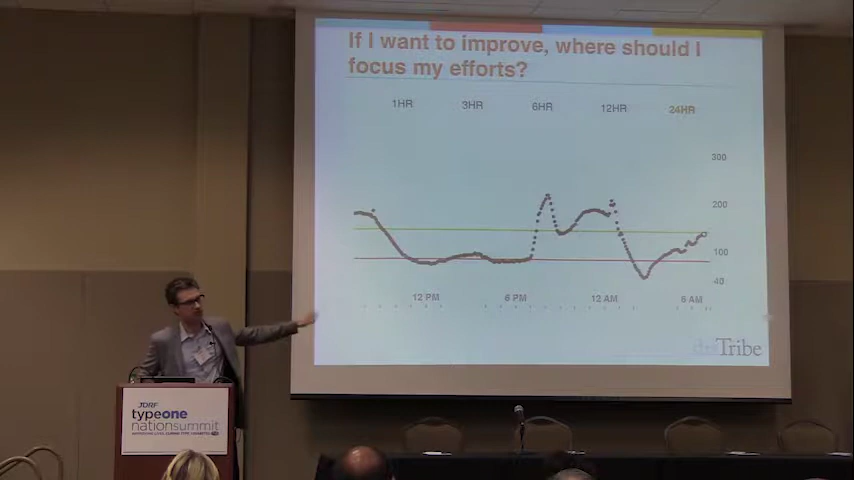 If I want to improve, where should I
focus my efforts?
1HR 3HR 6HR 12HR 24HR
300
200
100
40
12 PM 6 PM 12 AM 6 AM
diaTribe
JDRF
typeone
nationsummit